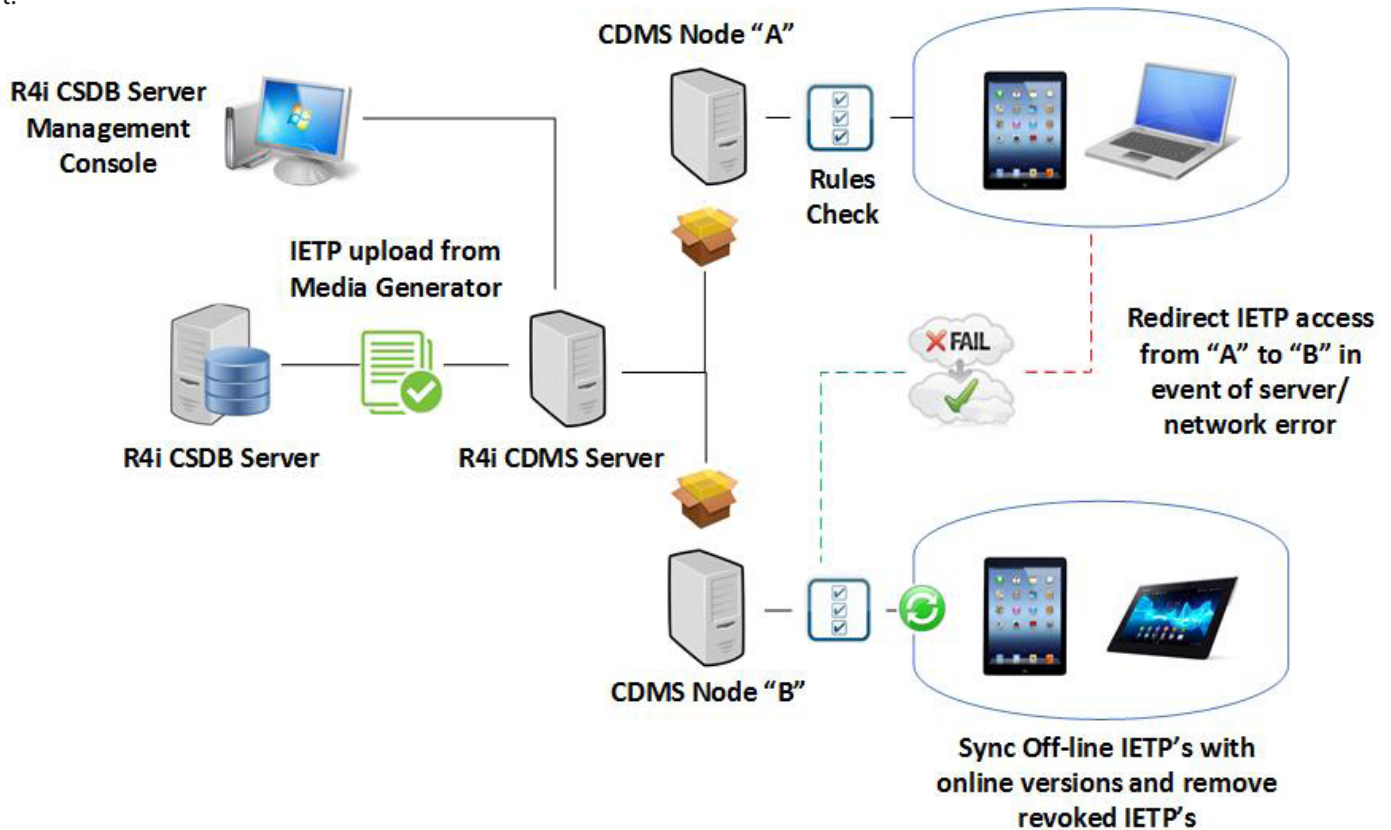 t.
CDMS Node “A”
R4i CSDB Server
Management
Console
Rules
Check
IETP upload from
Media Generator
FAIL
Redirect IETP access
from “A” to “B” in
event of server/
network error
R4i CSDB Server
R4i CDMS Server
CDMS Node “B”
Sync Off-line IETP’s with
online versions and remove
revoked IETP’s